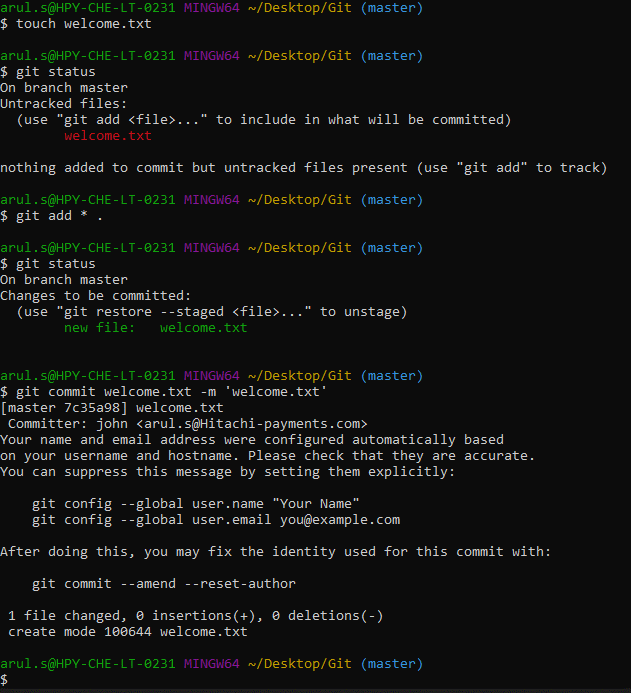 arul.s@HPY-CHE-LT-0231 MINGW64 ~/Desktop/Git (master)
$ touch welcome.txt
arul.s@HPY-CHE-LT-0231 MINGW64 ~/Desktop/Git (master)
$ git status
On branch master
Untracked files:
  (use "git add <file>..." to include in what will be committed)
        welcome.txt
nothing added to commit but untracked files present (use "git add" to track)
arul.s@HPY-CHE-LT-0231 MINGW64 ~/Desktop/Git (master)
$ git add * .
arul.s@HPY-CHE-LT-0231 MINGW64 ~/Desktop/Git (master)
$ git status
On branch master
Changes to be committed:
  (use "git restore --staged <file>..." to unstage)
        new file:   welcome.txt
arul.s@HPY-CHE-LT-0231 MINGW64 ~/Desktop/Git (master)
$ git commit welcome.txt -m 'welcome.txt'
[master 7c35a98] welcome.txt
 Committer: john <arul.s@Hitachi-payments.com>
Your name and email address were configured automatically based
on your username and hostname. Please check that they are accurate.
You can suppress this message by setting them explicitly:
    git config --global user.name "Your Name"
    git config --global user.email you@example.com
After doing this, you may fix the identity used for this commit with:
    git commit --amend --reset-author
 1 file changed, 0 insertions(+), 0 deletions(-)
 create mode 100644 welcome.txt
arul.s@HPY-CHE-LT-0231 MINGW64 ~/Desktop/Git (master)
$